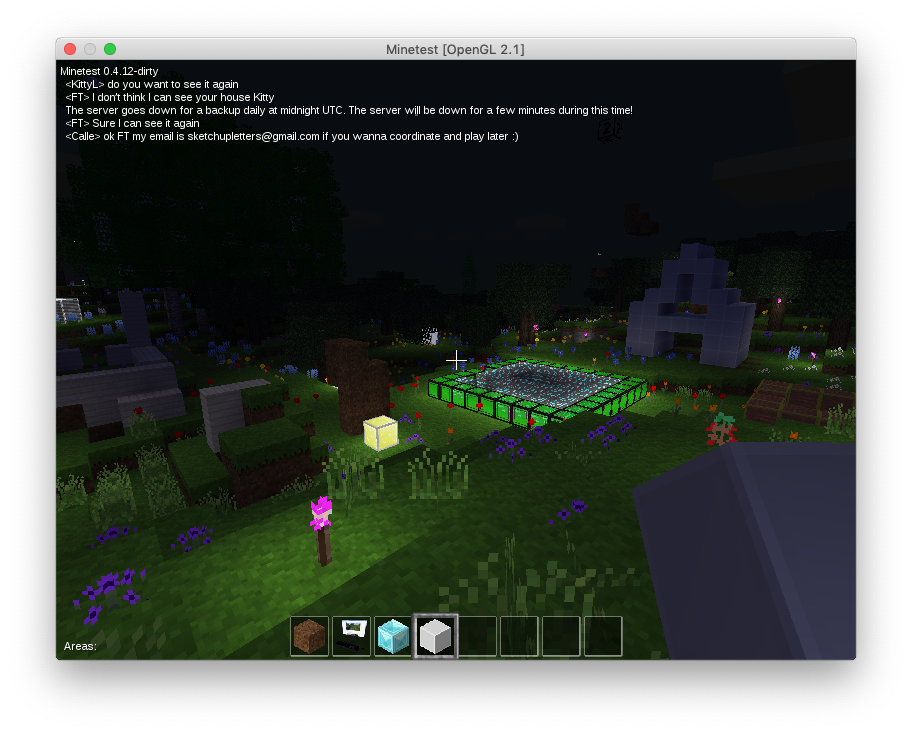 Minetest [OpenGL 2.1]
Minetest 0.4.12-dirty
<KittyL> do you want to see it again
<FT> I don't think I can see your house Kitty
The server goes down for a backup daily at midnight UTC. The server will be down for a few minutes during this time!
<FT> Sure I can see it again
<Calle> ok FT my email is sketchupletters@gmail.com if you wanna coordinate and play later :)
Areas: